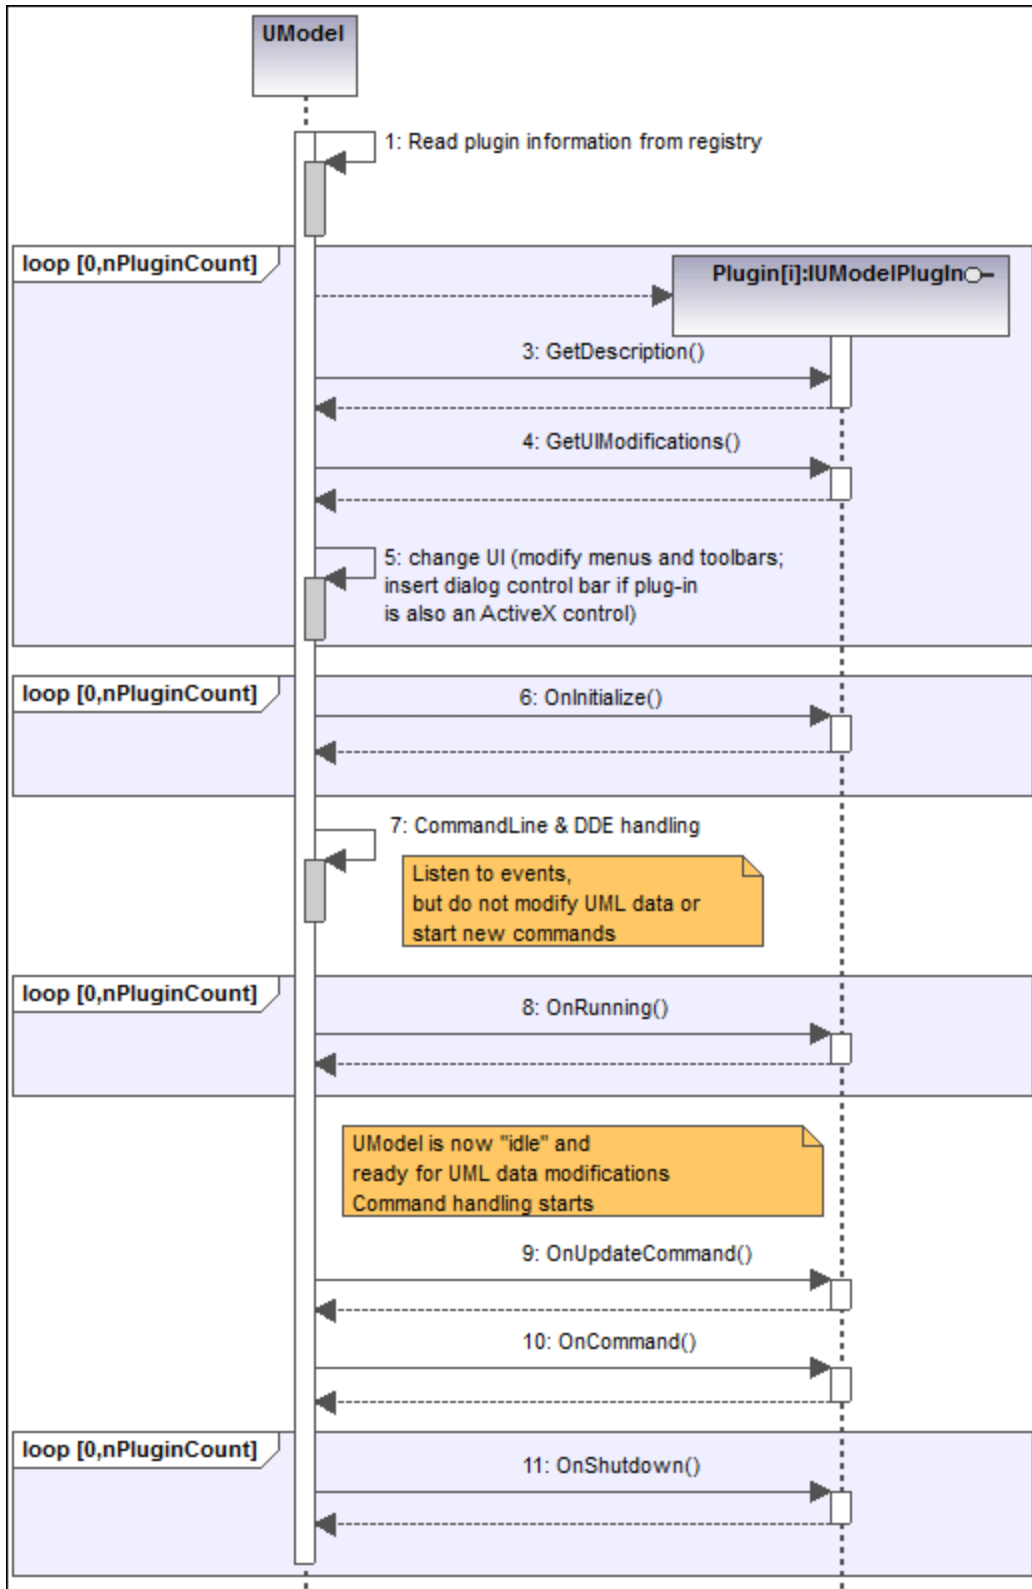 UModel
1: Read plugin information from registry
loop [0,nPluginCount]
Plugin[i]:IUModelPlugIn
3: GetDescription()
4: GetUIModifications()
5: change UI (modify menus and toolbars;
insert dialog control bar if plug-in
is also an ActiveX control)
loop [0,nPluginCount]
6: OnInitialize()
7: CommandLine & DDE handling
Listen to events,
but do not modify UML data or
start new commands
loop [0,nPluginCount]
8: OnRunning()
UModel is now "idle" and
ready for UML data modifications
Command handling starts
9: OnUpdateCommand()
10: OnCommand()
loop [0,nPluginCount]
11: OnShutdown()